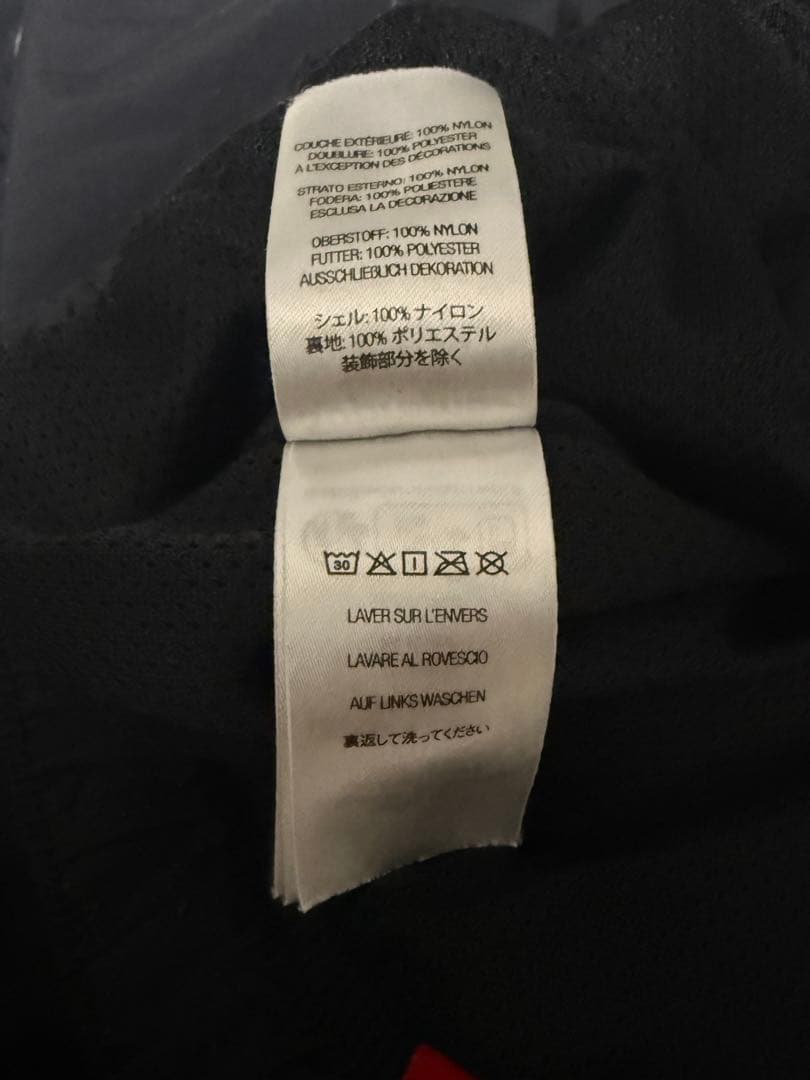 COUCHE EXTÉRIEURE: 100% NYLON
DOUBLURE: 100% POLYESTER
A L'EXCEPTION DES DÉCORATIONS
STRATO ESTERNO: 100% NYLON
FODERA: 100% POLIESTERE
ESCLUSA LA DECORAZIONE
OBERSTOFF: 100% NYLON
FUTTER: 100% POLYESTER
AUSSCHLIEßLICH DEKORATION
シェル: 100% ナイロン
裏地: 100% ポリエステル
装飾部分を除く
30
LAVER SUR L'ENVERS
LAVARE AL ROVESCIO
AUF LINKS WASCHEN
裏返して洗ってください